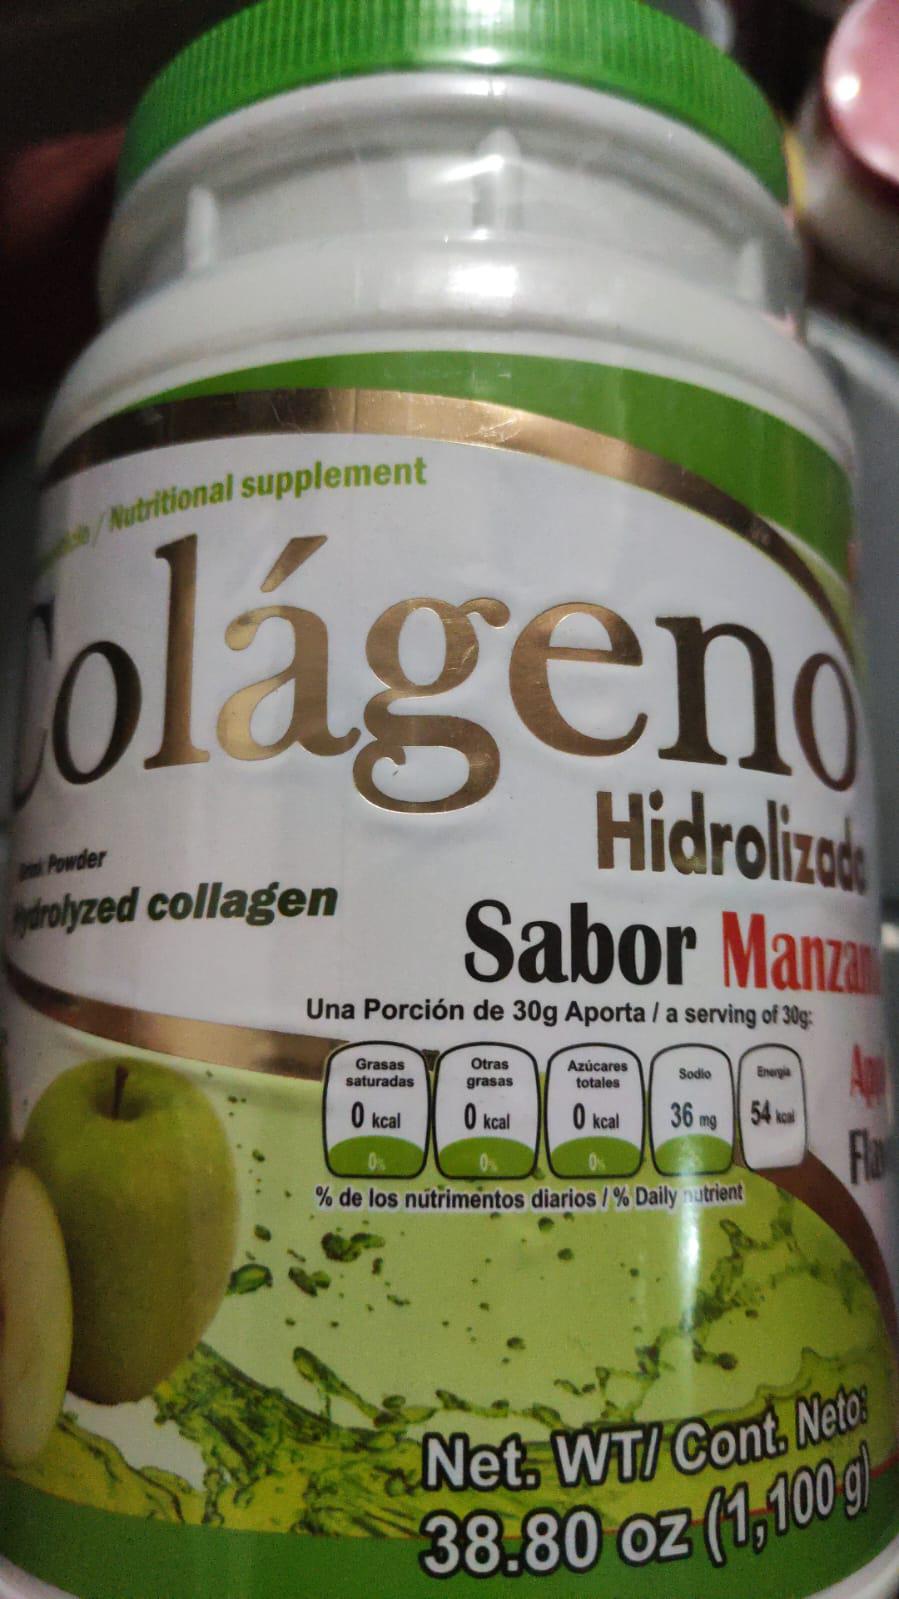 / Nutritional supplement
Colágeno
Hidrolizado
Powder
Hydrolyzed collagen
Sabor Manzana
Una Porción de 30g Aporta / a serving of 30g:
Grasas saturadas
0 kcal
0%
Otras grasas
0 kcal
0%
Azúcares totales
0 kcal
0%
Sodio
36 mg
Energía
54 kcal
% de los nutrimentos diarios / % Daily nutrient
Net. WT/ Cont. Neto:
38.80 oz (1,100 g)